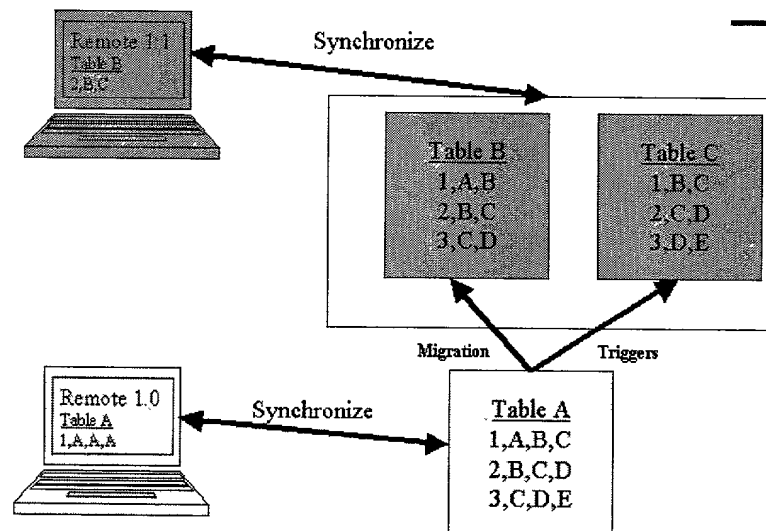 Remote 1.1
Table B
2,B,C
Synchronize
Table B
1,A,B
2,B,C
3,C,D
Table C
1,B,C
2,C,D
3,D,E
Migration
Triggers
Remote 1.0
Table A
1,A,A,A
Synchronize
Table A
1,A,B,C
2,B,C,D
3,C,D,E